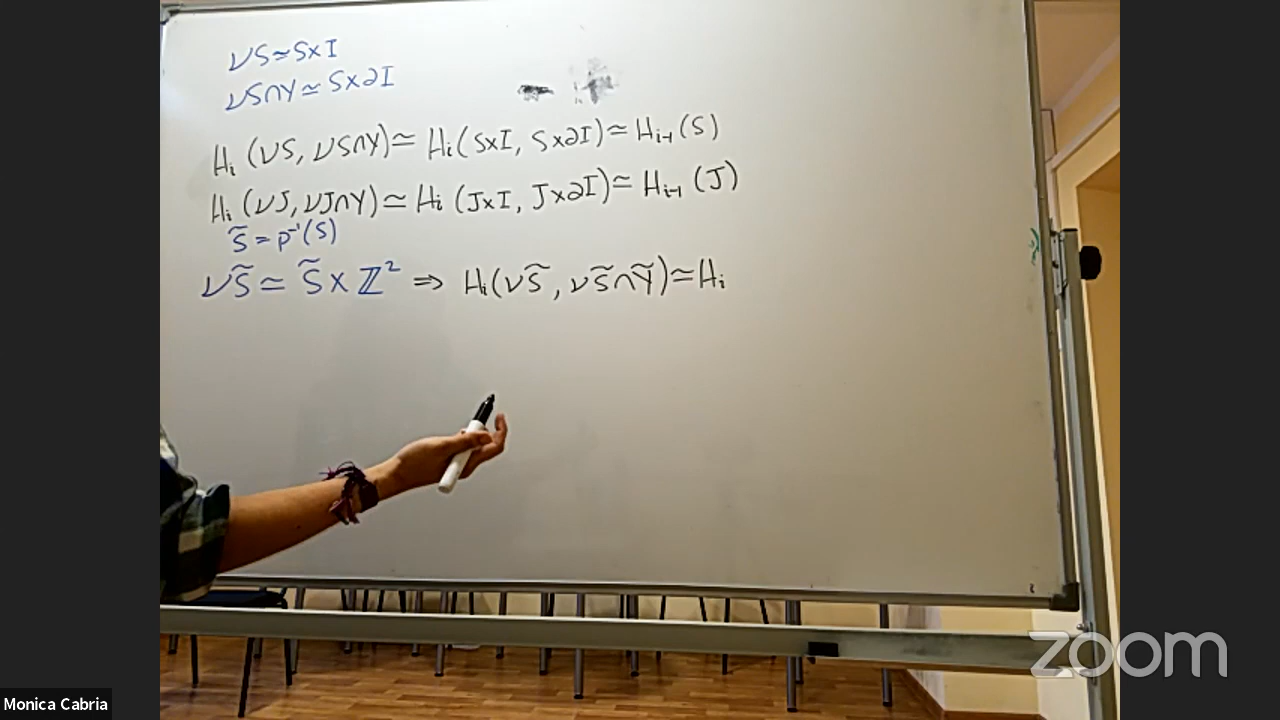 νS≃S×I
νS∩Y≃S×∂I
Hᵢ(νS, νS∩Y)≃Hᵢ(S×I, S×∂I)≃Hᵢ₋₁(S)
Hᵢ(νJ, νJ∩Y)≃Hᵢ(J×I, J×∂I)≃Hᵢ₋₁(J)
S̃=p⁻¹(S)
νS̃≃S̃×ℤ² ⇒ Hᵢ(νS̃, νS̃∩Ỹ)≃Hᵢ
zoom
Monica Cabria